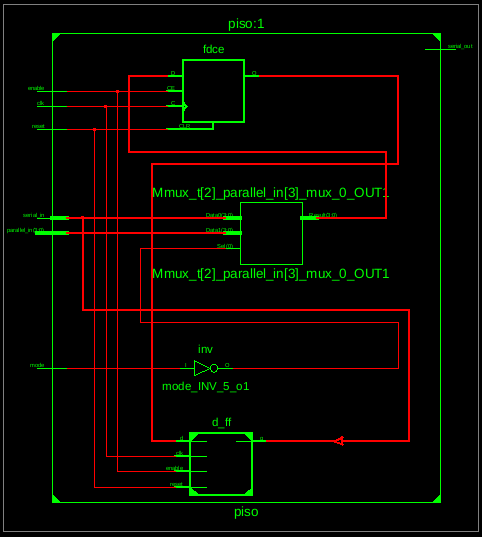 piso:1
fdce
serial_out
D
Q
enable
CE
clk
C
reset
CLR
Mmux_t[2]_parallel_in[3]_mux_0_OUT1
serial_in
Data0(3:0)
Result(3:0)
parallel_in(3:0)
Data1(3:0)
Sel(0)
Mmux_t[2]_parallel_in[3]_mux_0_OUT1
inv
mode
I
O
mode_INV_5_o1
d_ff
d
q
clk
enable
reset
piso